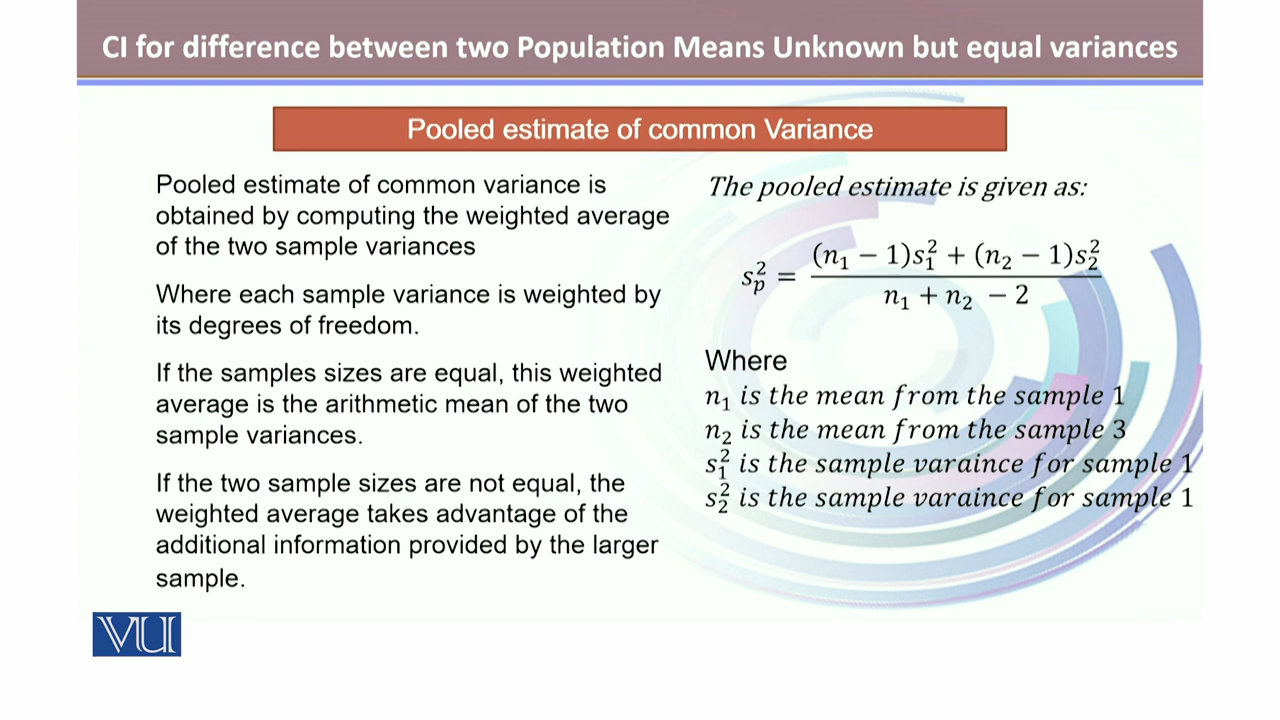 CI for difference between two Population Means Unknown but equal variances
Pooled estimate of common Variance
Pooled estimate of common variance is
obtained by computing the weighted average
of the two sample variances
Where each sample variance is weighted by
its degrees of freedom.
If the samples sizes are equal, this weighted
average is the arithmetic mean of the two
sample variances.
If the two sample sizes are not equal, the
weighted average takes advantage of the
additional information provided by the larger
sample.
The pooled estimate is given as:
s_p^2 = ((n_1 − 1)s_1^2 + (n_2 − 1)s_2^2) / (n_1 + n_2 − 2)
Where
n_1 is the mean from the sample 1
n_2 is the mean from the sample 3
s_1^2 is the sample varaince for sample 1
s_2^2 is the sample varaince for sample 1
VU